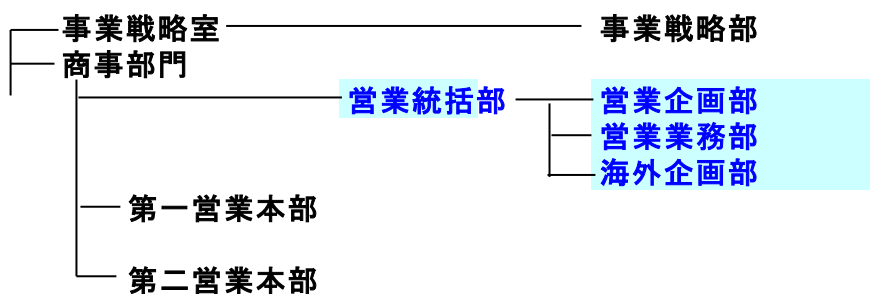 事業戦略室 事業戦略部
商事部門
営業統括部 営業企画部
営業業務部
海外企画部
第一営業本部
第二営業本部